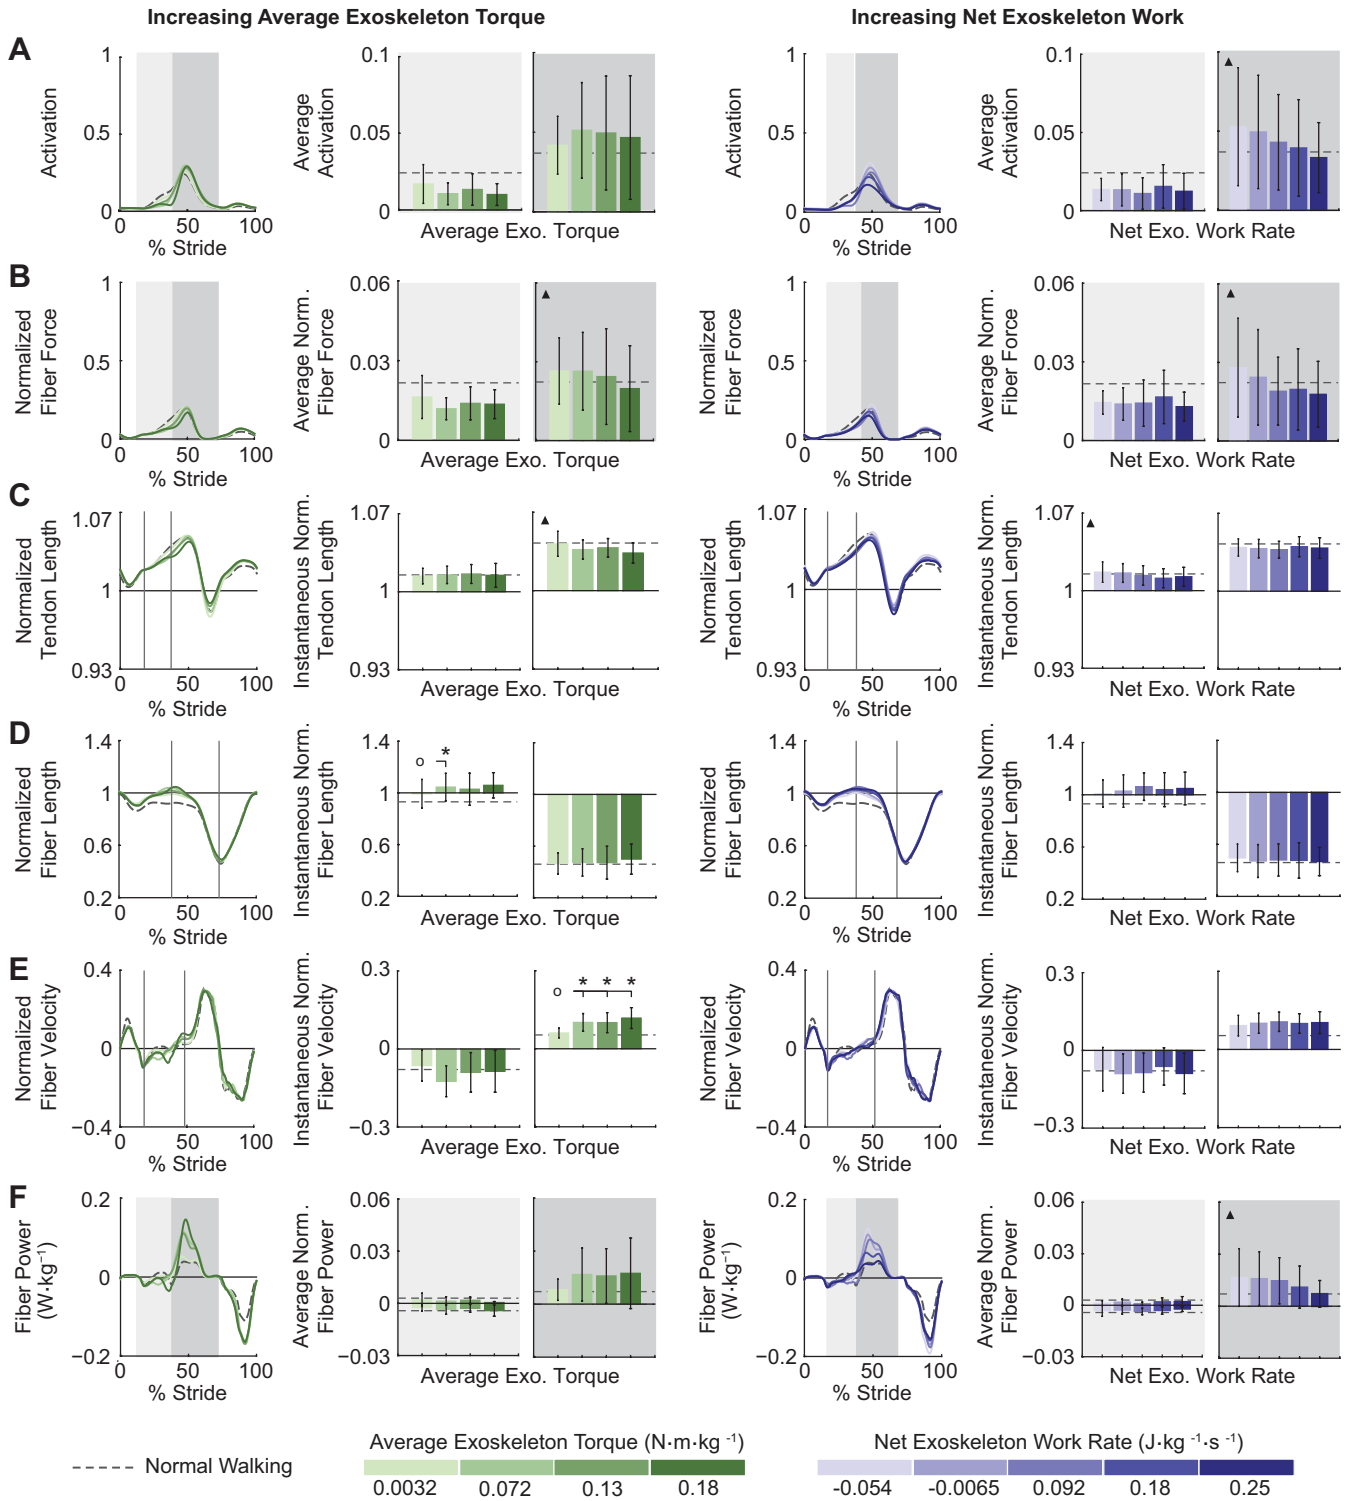 Increasing Average Exoskeleton Torque
Increasing Net Exoskeleton Work
A
Activation
1
0.5
0
0 50 100
% Stride
Average
Activation
0.1
0.05
0
Average Exo. Torque
Activation
1
0.5
0
0 50 100
% Stride
Average
Activation
0.1
0.05
0
▲
Net Exo. Work Rate
B
Normalized
Fiber Force
1
0.5
0
0 50 100
% Stride
Average Norm.
Fiber Force
0.06
0.03
0
▲
Average Exo. Torque
Normalized
Fiber Force
1
0.5
0
0 50 100
% Stride
Average Norm.
Fiber Force
0.06
0.03
0
▲
Net Exo. Work Rate
C
Normalized
Tendon Length
1.07
1
0.93
0 50 100
% Stride
Instantaneous Norm.
Tendon Length
1.07
1
0.93
▲
Average Exo. Torque
Normalized
Tendon Length
1.07
1
0.93
0 50 100
% Stride
Instantaneous Norm.
Tendon Length
1.07
1
0.93
▲
Net Exo. Work Rate
D
Normalized
Fiber Length
1.4
1
0.6
0.2
0 50 100
% Stride
Instantaneous Norm.
Fiber Length
1.4
1
0.6
0.2
o *
Average Exo. Torque
Normalized
Fiber Length
1.4
1
0.6
0.2
0 50 100
% Stride
Instantaneous Norm.
Fiber Length
1.4
1
0.6
0.2
Net Exo. Work Rate
E
Normalized
Fiber Velocity
0.4
0
−0.4
0 50 100
% Stride
Instantaneous Norm.
Fiber Velocity
0.3
0
−0.3
o * * *
Average Exo. Torque
Normalized
Fiber Velocity
0.4
0
−0.4
0 50 100
% Stride
Instantaneous Norm.
Fiber Velocity
0.3
0
−0.3
Net Exo. Work Rate
F
Fiber Power
(W·kg⁻¹)
0.2
0
−0.2
0 50 100
% Stride
Average Norm.
Fiber Power
0.06
0.03
0
−0.03
Average Exo. Torque
Fiber Power
(W·kg⁻¹)
0.2
0
−0.2
0 50 100
% Stride
Average Norm.
Fiber Power
0.06
0.03
0
−0.03
▲
Net Exo. Work Rate
Normal Walking
Average Exoskeleton Torque (N·m·kg ⁻¹)
0.0032 0.072 0.13 0.18
Net Exoskeleton Work Rate (J·kg ⁻¹·s ⁻¹)
-0.054 -0.0065 0.092 0.18 0.25